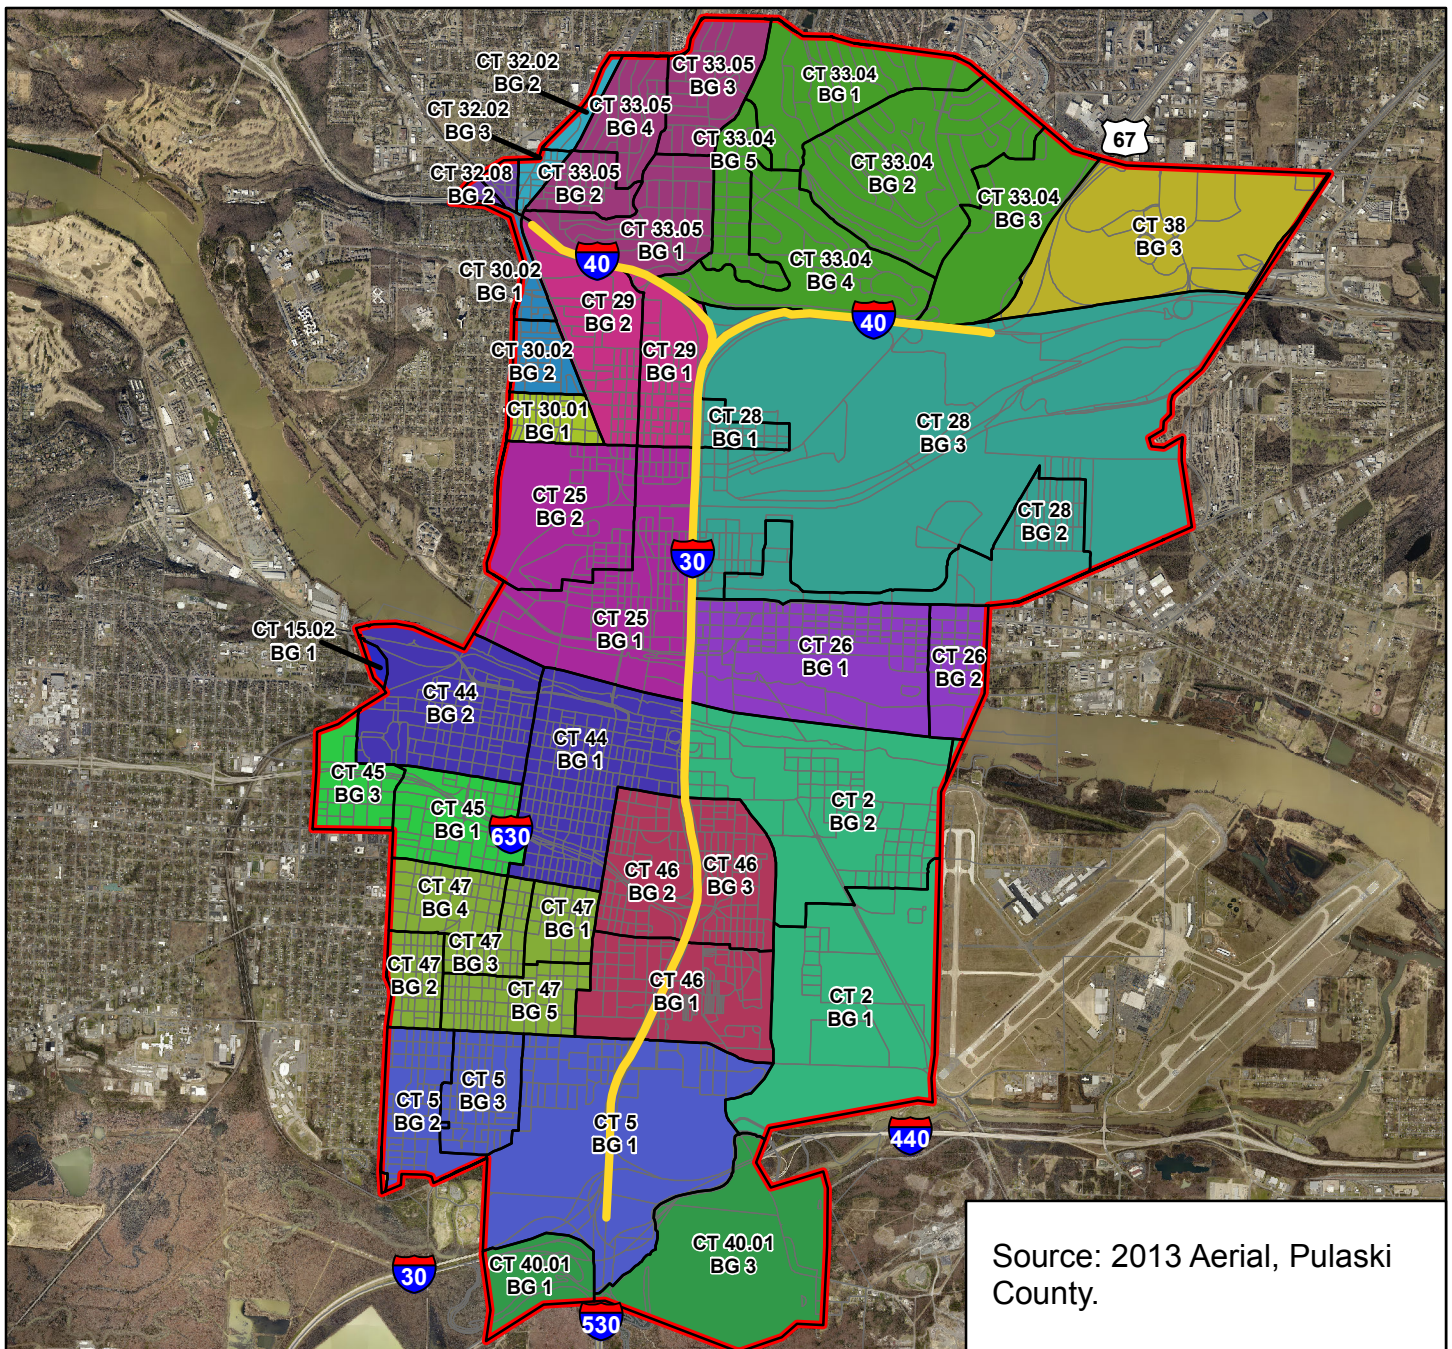 CT 32.02
BG 2
CT 33.05
BG 3
CT 33.04
BG 1
CT 32.02
BG 3
CT 33.05
BG 4
CT 33.04
BG 5
67
CT 32.08
BG 2
CT 33.05
BG 2
CT 33.04
BG 2
CT 33.04
BG 3
CT 33.05
BG 1
CT 38
BG 3
40
CT 33.04
BG 4
CT 30.02
BG 1
CT 29
BG 2
40
CT 30.02
BG 2
CT 29
BG 1
CT 30.01
BG 1
CT 28
BG 1
CT 28
BG 3
CT 25
BG 2
CT 28
BG 2
30
CT 15.02
BG 1
CT 25
BG 1
CT 26
BG 1
CT 26
BG 2
CT 44
BG 2
CT 44
BG 1
CT 45
BG 3
CT 45
BG 1
CT 2
BG 2
630
CT 46
BG 2
CT 46
BG 3
CT 47
BG 4
CT 47
BG 1
CT 47
BG 3
CT 47
BG 2
CT 47
BG 5
CT 46
BG 1
CT 2
BG 1
CT 5
BG 3
CT 5
BG 2
CT 5
BG 1
440
CT 40.01
BG 3
CT 40.01
BG 1
30
530
Source: 2013 Aerial, Pulaski
County.